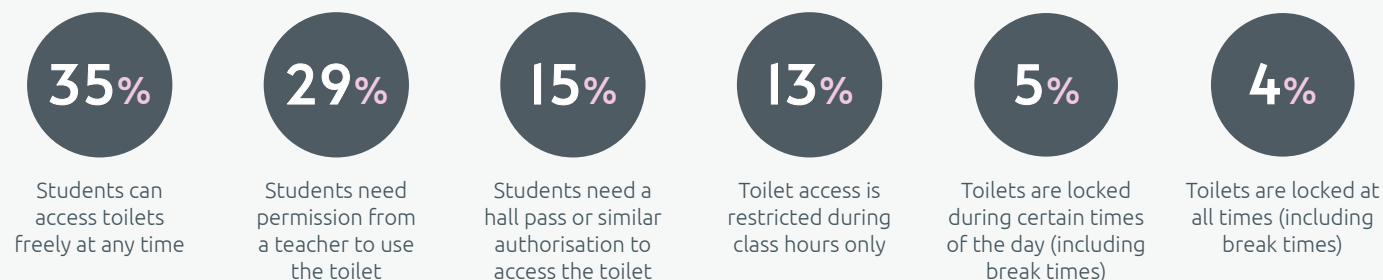 35%
Students can
access toilets
freely at any time
29%
Students need
permission from
a teacher to use
the toilet
15%
Students need a
hall pass or similar
authorisation to
access the toilet
13%
Toilet access is
restricted during
class hours only
5%
Toilets are locked
during certain times
of the day (including
break times)
4%
Toilets are locked at
all times (including
break times)